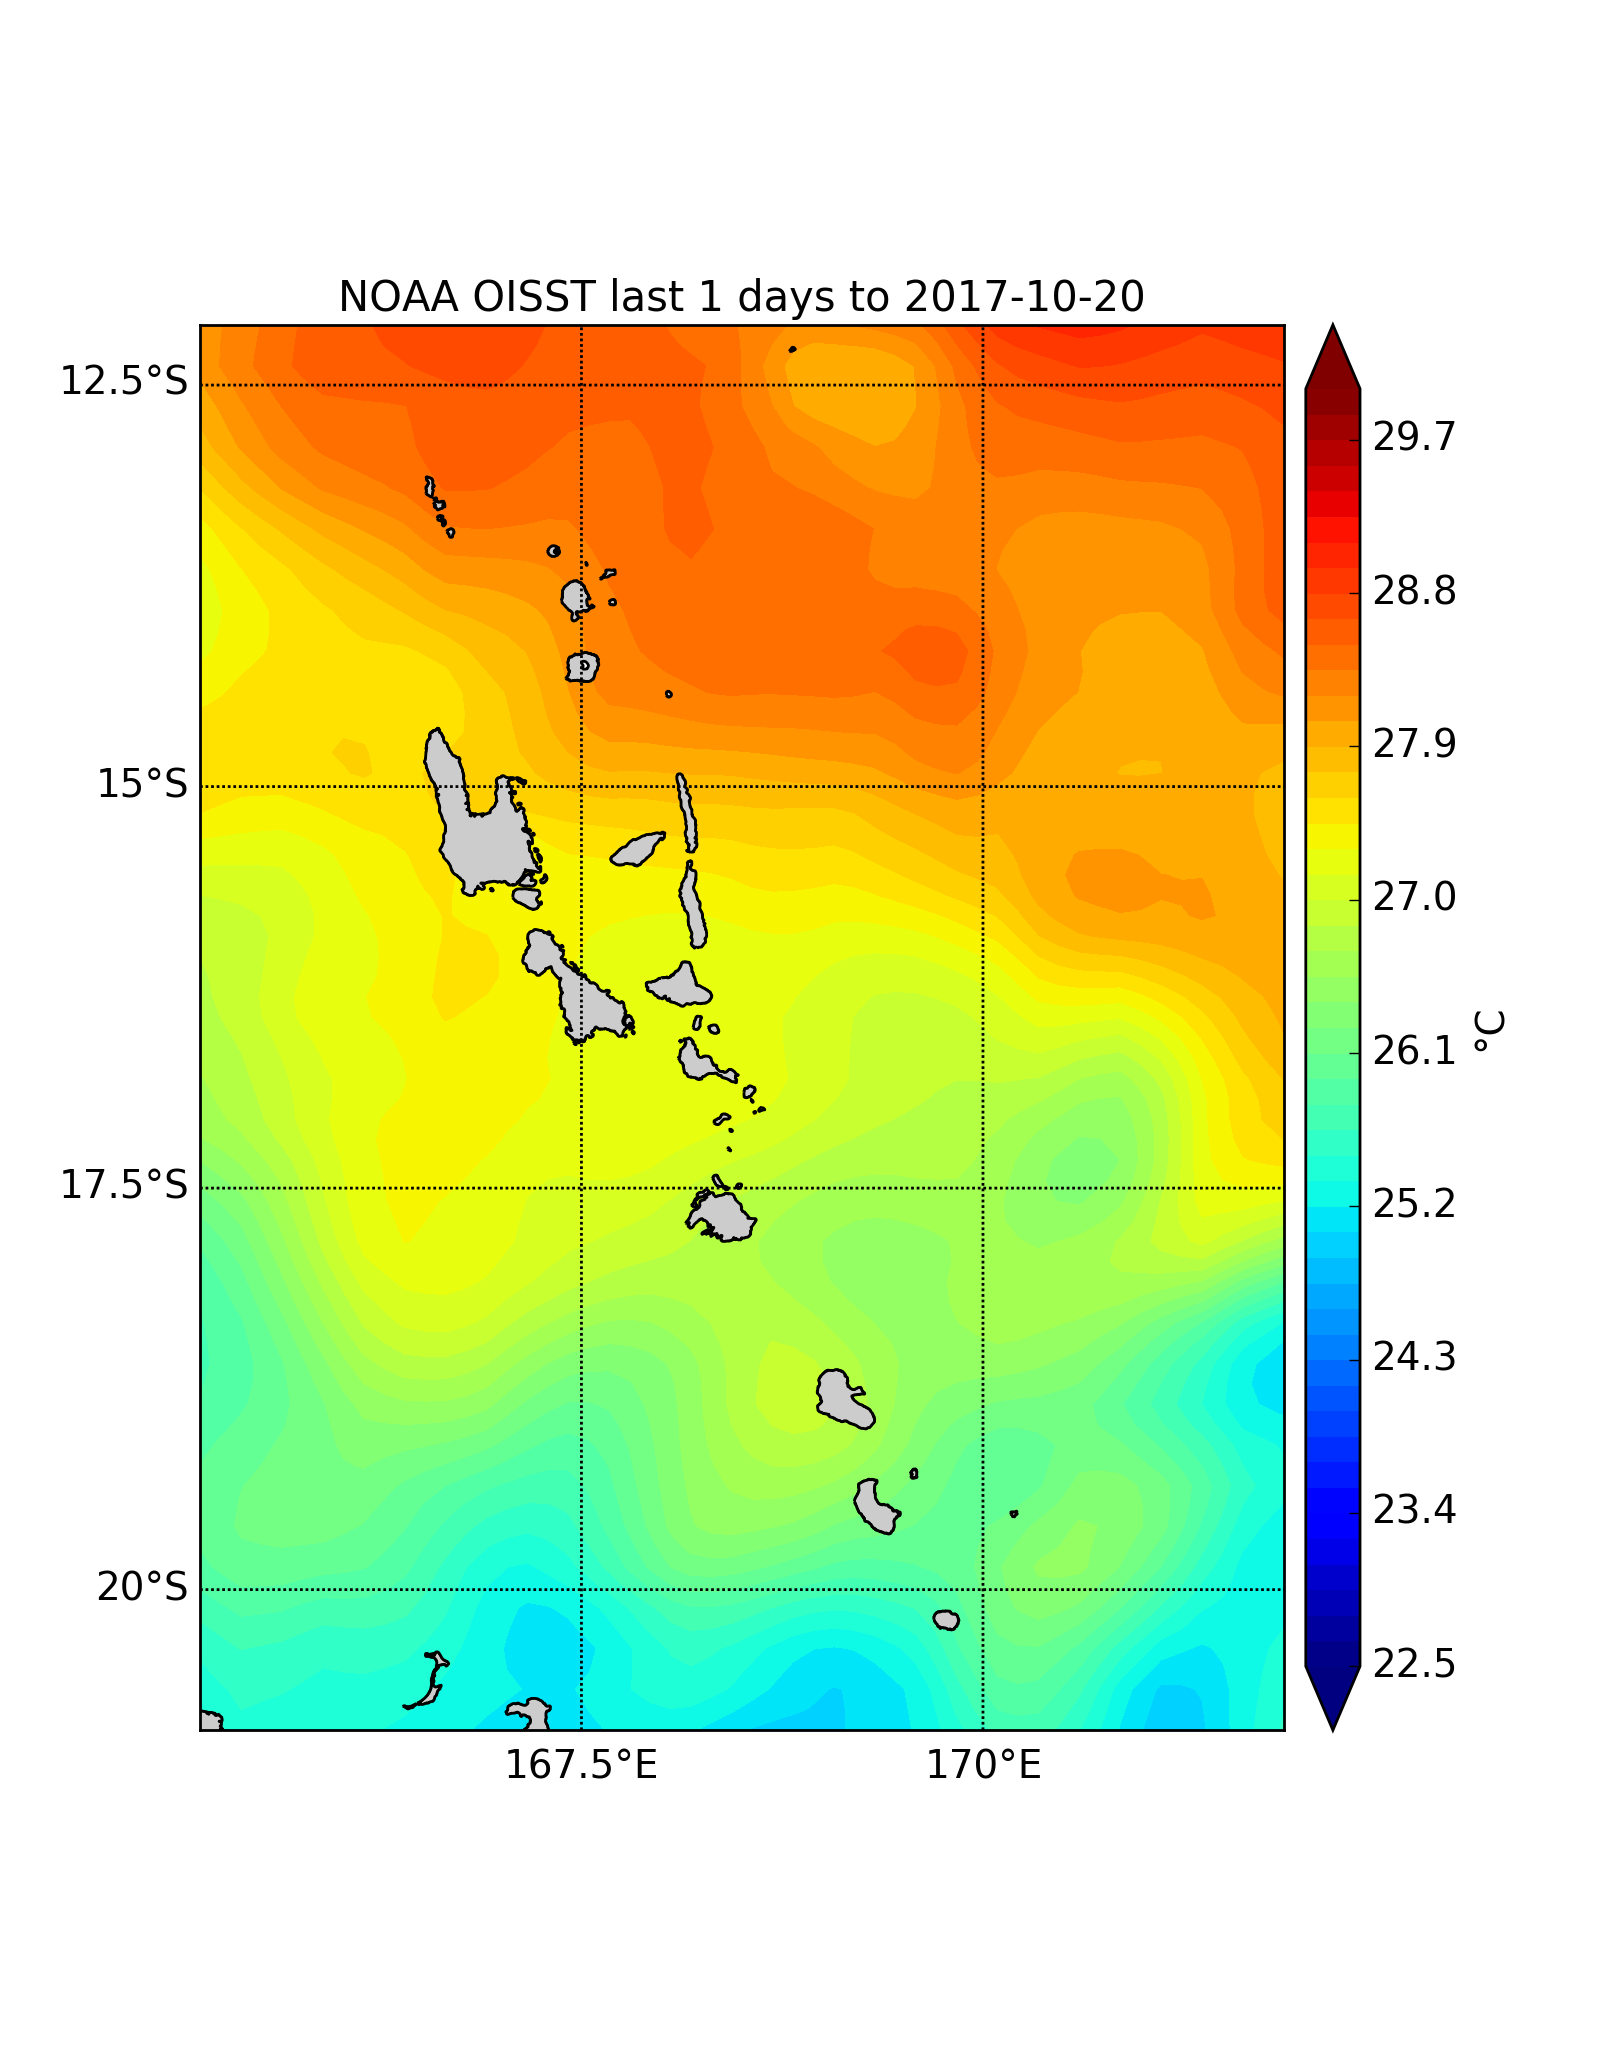 NOAA OISST last 1 days to 2017-10-20
12.5°S
15°S
17.5°S
20°S
167.5°E
170°E
29.7
28.8
27.9
27.0
26.1
25.2
24.3
23.4
22.5
°C